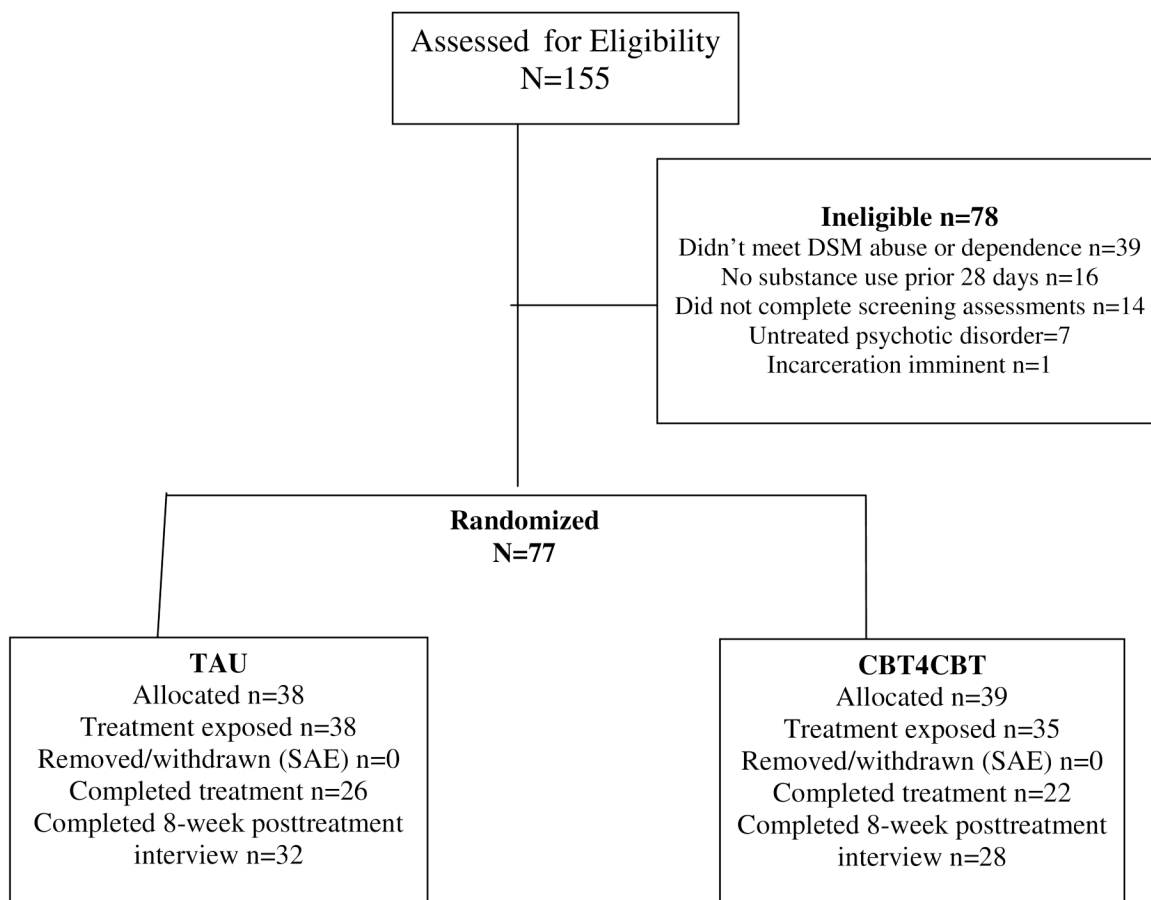 Assessed for Eligibility
N=155
Ineligible n=78
Didn't meet DSM abuse or dependence n=39
No substance use prior 28 days n=16
Did not complete screening assessments n=14
Untreated psychotic disorder=7
Incarceration imminent n=1
Randomized
N=77
TAU
Allocated n=38
Treatment exposed n=38
Removed/withdrawn (SAE) n=0
Completed treatment n=26
Completed 8-week posttreatment
interview n=32
CBT4CBT
Allocated n=39
Treatment exposed n=35
Removed/withdrawn (SAE) n=0
Completed treatment n=22
Completed 8-week posttreatment
interview n=28